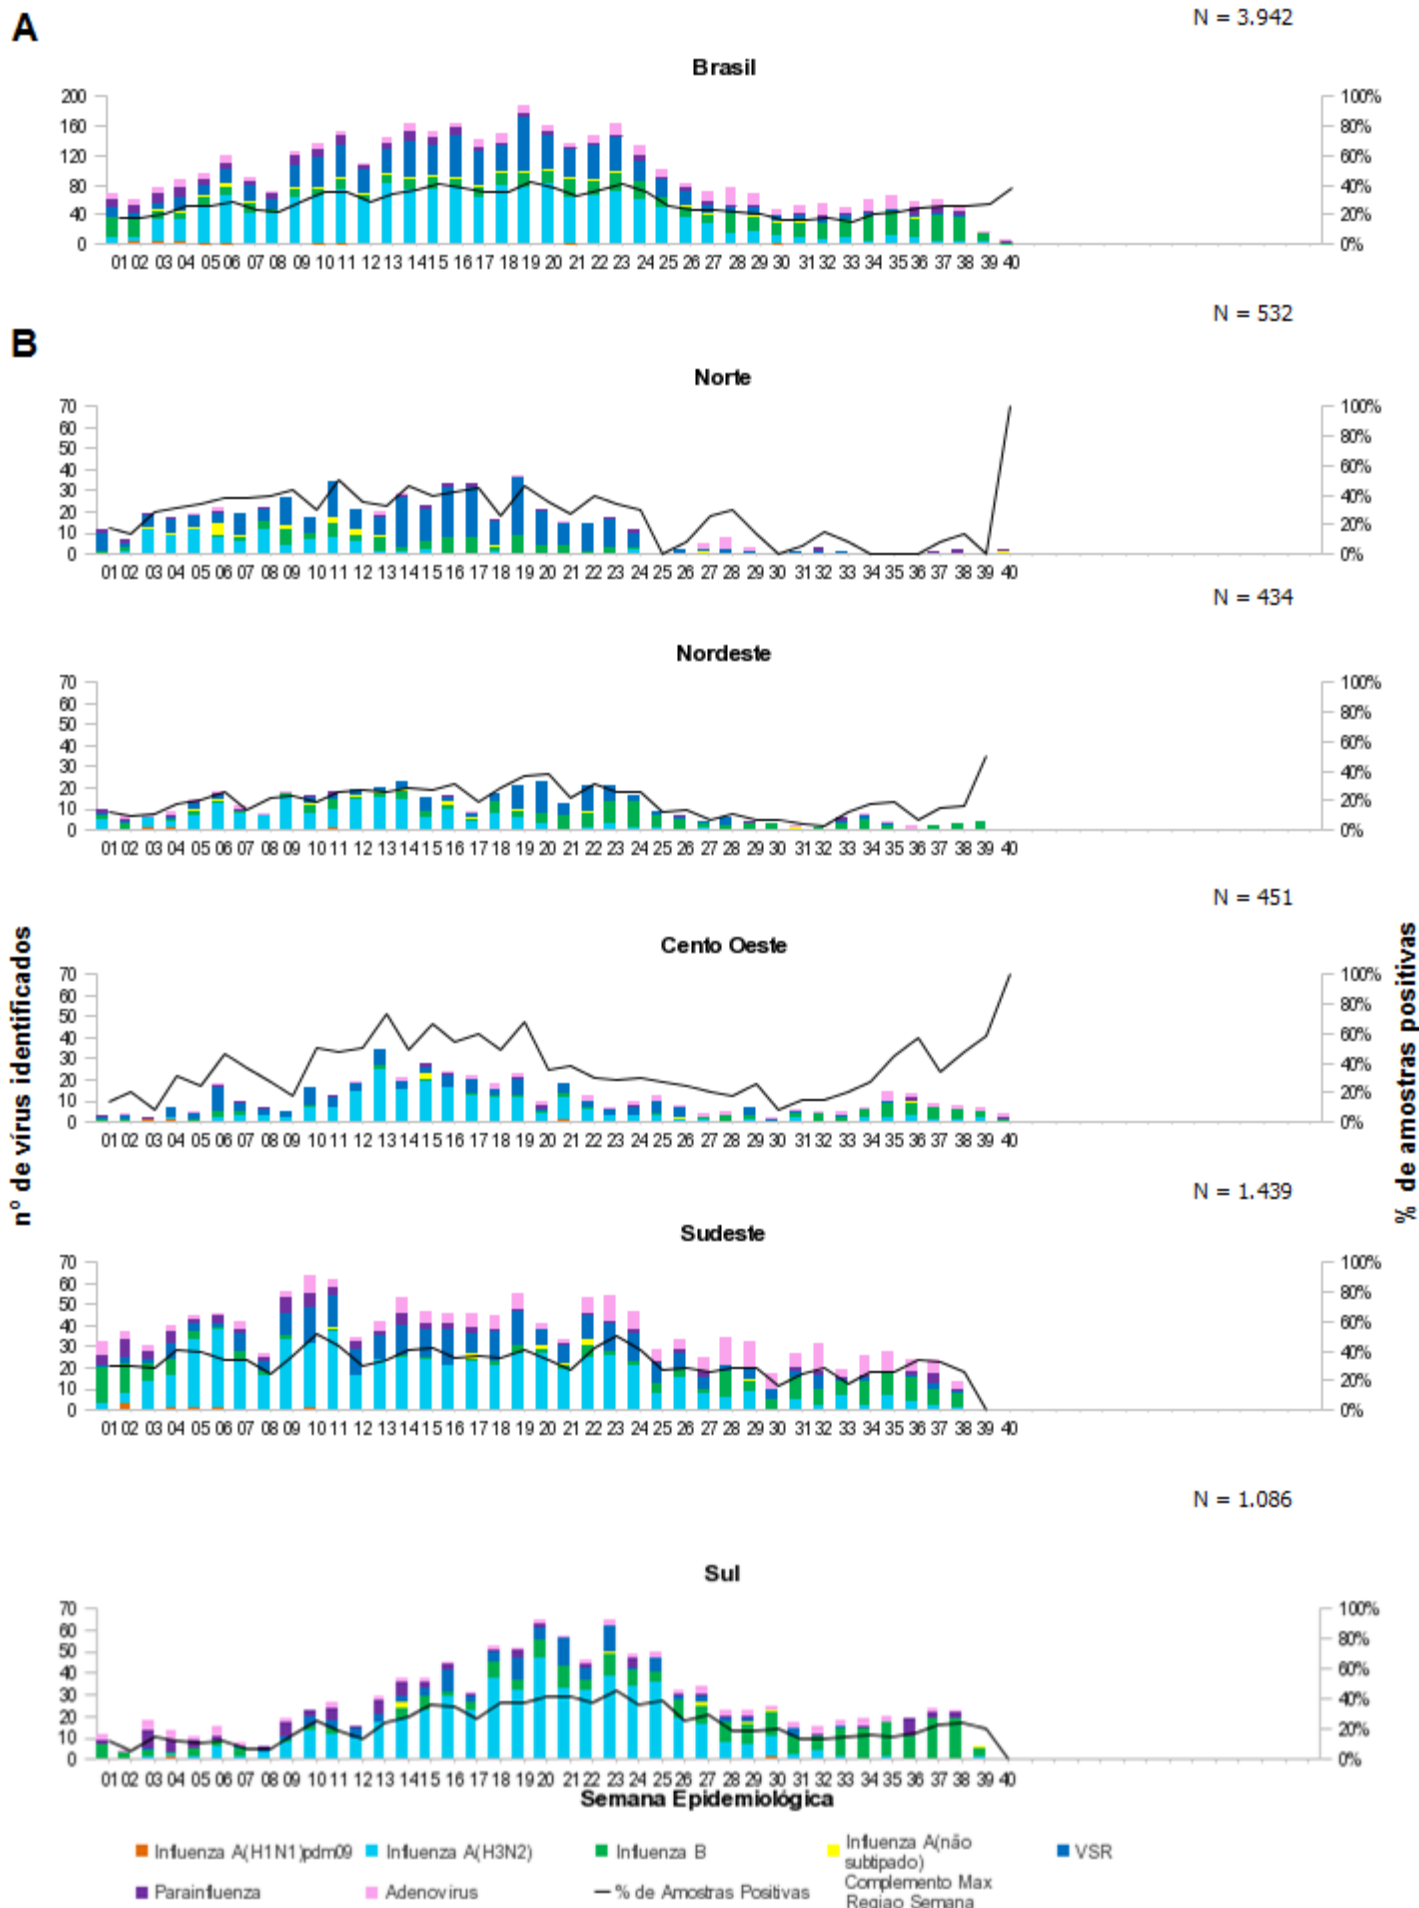 N = 3.942
A
Brasil
200
160
120
80
40
0
100%
80%
60%
40%
20%
0%
01 02 03 04 05 06 07 08 09 10 11 12 13 14 15 16 17 18 19 20 21 22 23 24 25 26 27 28 29 30 31 32 33 34 35 36 37 38 39 40
N = 532
B
Norte
70
60
50
40
30
20
10
0
100%
80%
60%
40%
20%
0%
01 02 03 04 05 06 07 08 09 10 11 12 13 14 15 16 17 18 19 20 21 22 23 24 25 26 27 28 29 30 31 32 33 34 35 36 37 38 39 40
N = 434
Nordeste
70
60
50
40
30
20
10
0
100%
80%
60%
40%
20%
0%
01 02 03 04 05 06 07 08 09 10 11 12 13 14 15 16 17 18 19 20 21 22 23 24 25 26 27 28 29 30 31 32 33 34 35 36 37 38 39 40
N = 451
Cento Oeste
70
60
50
40
30
20
10
0
100%
80%
60%
40%
20%
0%
01 02 03 04 05 06 07 08 09 10 11 12 13 14 15 16 17 18 19 20 21 22 23 24 25 26 27 28 29 30 31 32 33 34 35 36 37 38 39 40
nº de vírus identificados
% de amostras positivas
N = 1.439
Sudeste
70
60
50
40
30
20
10
0
100%
80%
60%
40%
20%
0%
01 02 03 04 05 06 07 08 09 10 11 12 13 14 15 16 17 18 19 20 21 22 23 24 25 26 27 28 29 30 31 32 33 34 35 36 37 38 39 40
N = 1.086
Sul
70
60
50
40
30
20
10
0
100%
80%
60%
40%
20%
0%
01 02 03 04 05 06 07 08 09 10 11 12 13 14 15 16 17 18 19 20 21 22 23 24 25 26 27 28 29 30 31 32 33 34 35 36 37 38 39 40
Semana Epidemiológica
Influenza A(H1N1)pdm09
Influenza A(H3N2)
Influenza B
Influenza A(não
subtipado)
VSR
Parainfluenza
Adenovirus
% de Amostras Positivas
Complemento Max
Regiao Semana